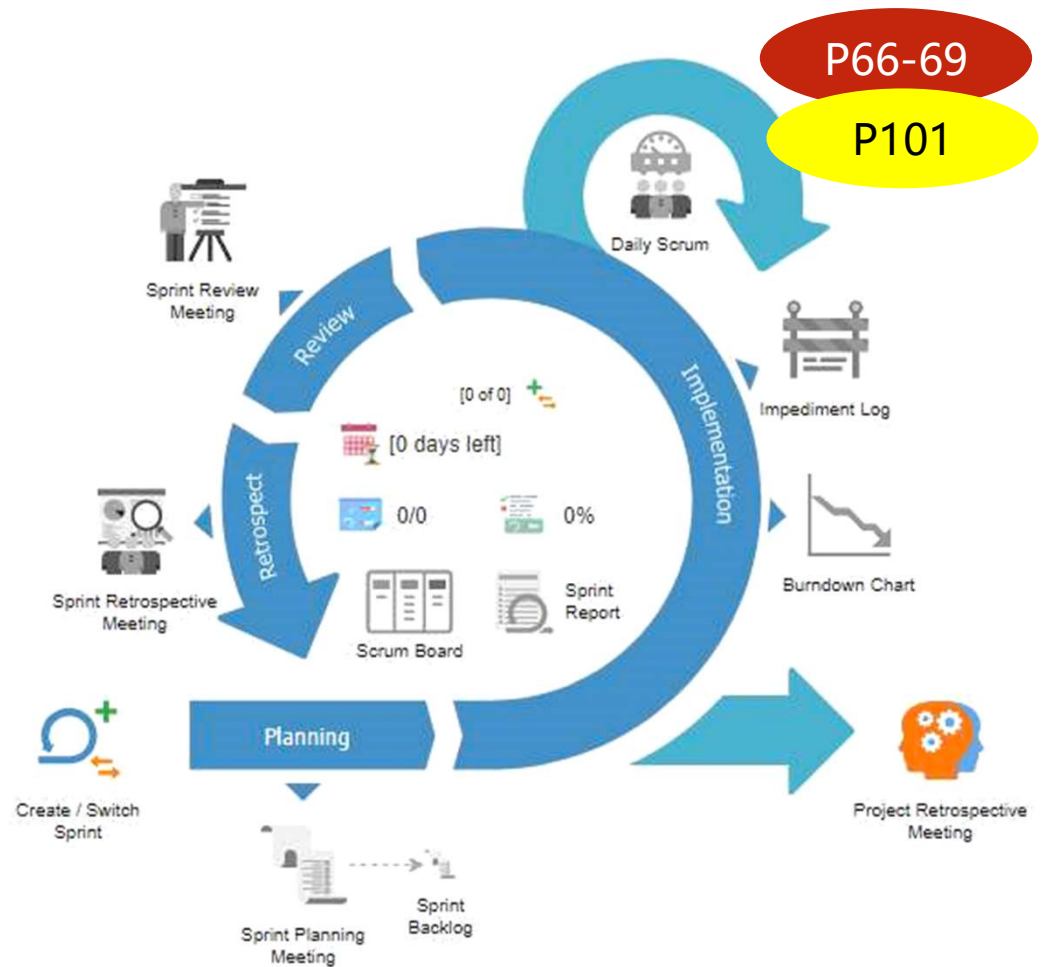 P66-69
P101
Daily Scrum
Sprint Review
Meeting
Review
[0 of 0]
Implementation
Impediment Log
[0 days left]
0/0
0%
Retrospect
Sprint Retrospective
Meeting
Burndown Chart
Scrum Board
Sprint
Report
Planning
Create / Switch
Sprint
Project Retrospective
Meeting
Sprint Planning
Meeting
Sprint
Backlog